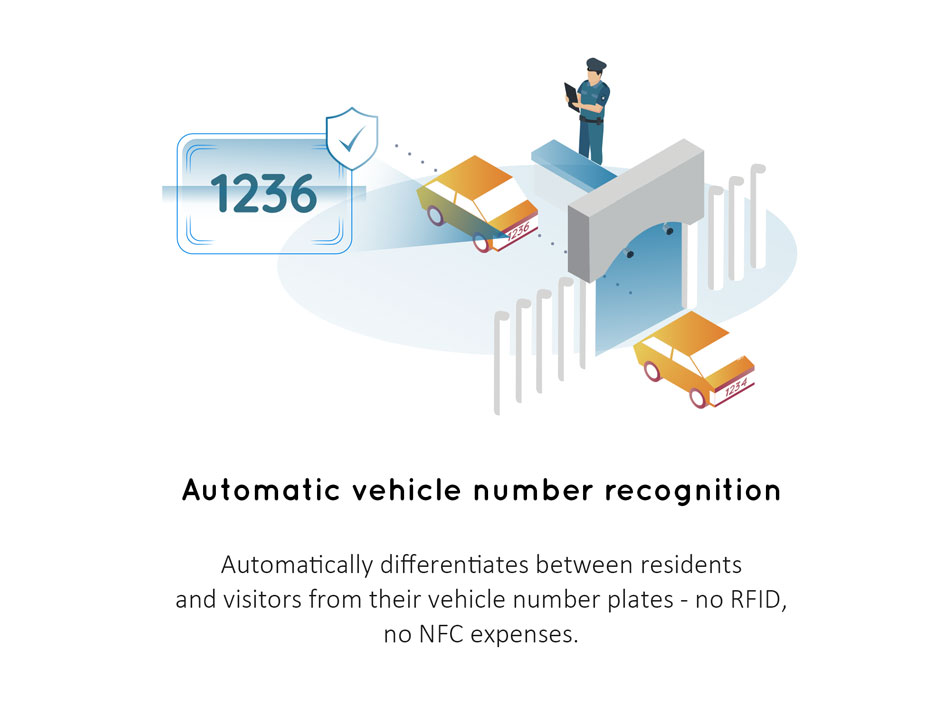 1236
1236
1234
Automatic vehicle number recognition
Automatically differentiates between residents
and visitors from their vehicle number plates - no RFID,
no NFC expenses.